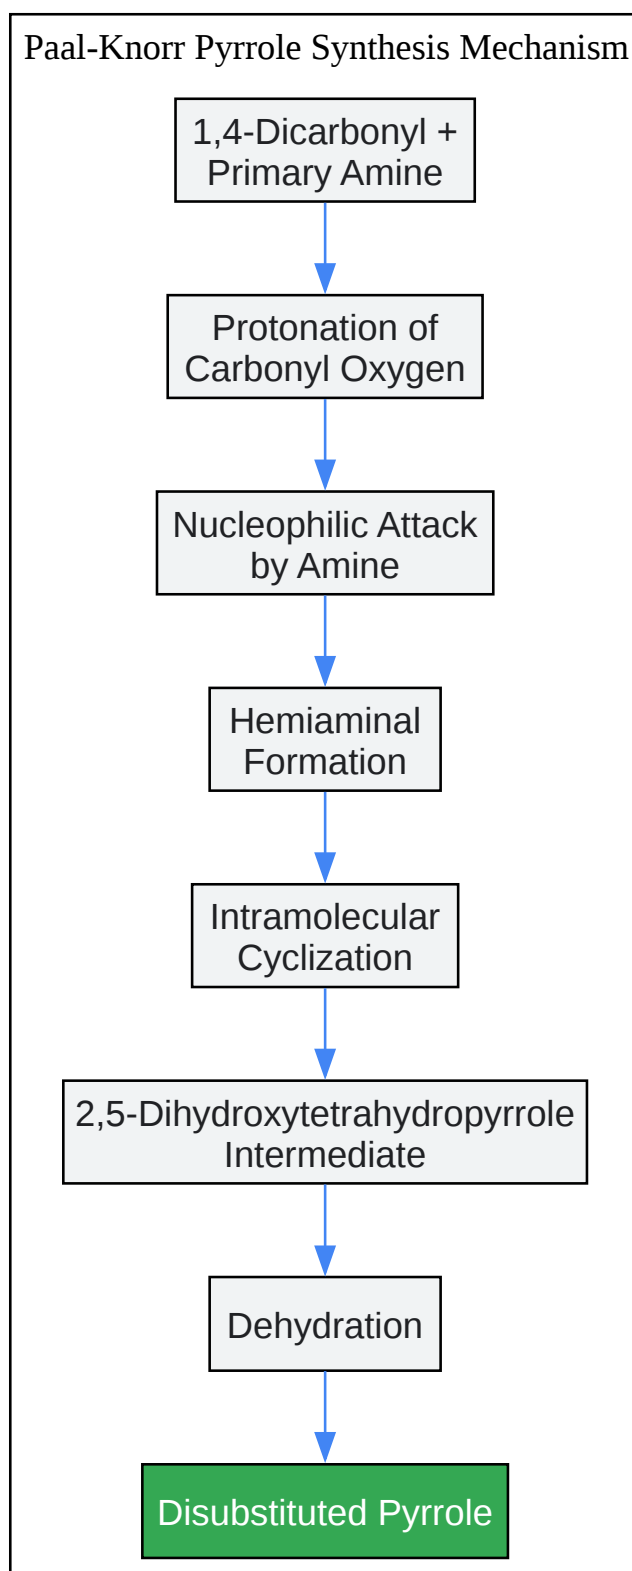 Paal-Knorr Pyrrole Synthesis Mechanism
1,4-Dicarbonyl +
Primary Amine
Protonation of
Carbonyl Oxygen
Nucleophilic Attack
by Amine
Hemiaminal
Formation
Intramolecular
Cyclization
2,5-Dihydroxytetrahydropyrrole
Intermediate
Dehydration
Disubstituted Pyrrole